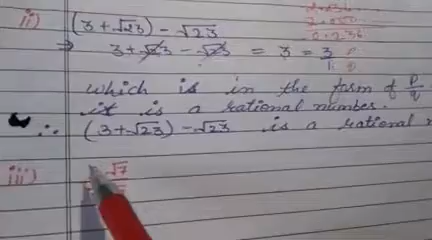 ii) (3 + √23) - √23
⇒ 3 + √23 - √23 = 3 = 3/1 p/q
which is in the form of p/q
it is a rational number.
∴ (3+√23) - √23 is a rational
iii) √7